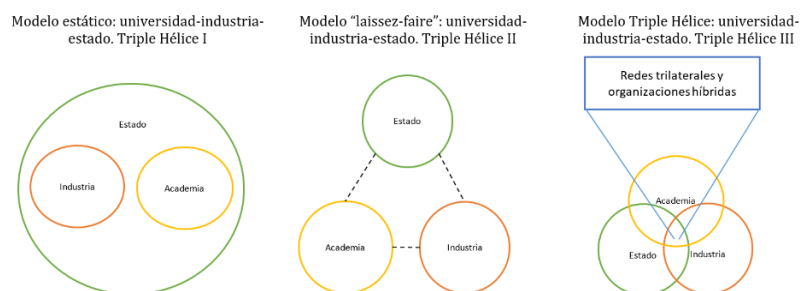 Modelo estático: universidad-industria-
estado. Triple Hélice I
Estado
Industria
Academia
Modelo “laissez-faire”: universidad-
industria-estado. Triple Hélice II
Estado
Academia
Industria
Modelo Triple Hélice: universidad-
industria-estado. Triple Hélice III
Redes trilaterales y
organizaciones híbridas
Academia
Estado
Industria